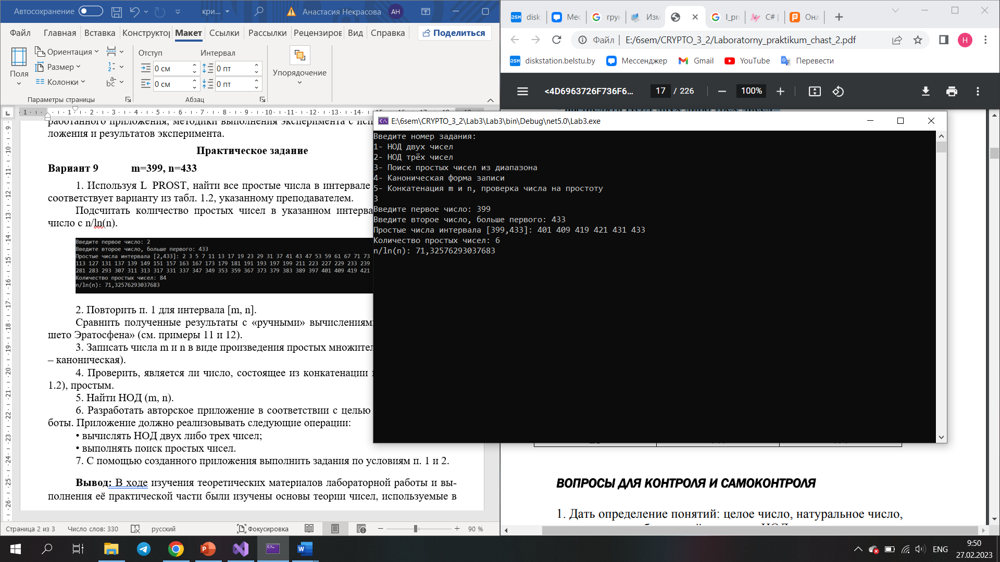 Автосохранение
кри...
Анастасия Некрасова
АН
Файл Главная Вставка Конструктор Макет Ссылки Рассылки Рецензиров Вид Справка Поделиться
Поля
Ориентация
Размер
Колонки
Параметры страницы
Отступ Интервал
0 см 0 пт
0 см 0 пт
Абзац
Упорядочение
ложения и результатов эксперимента.
Практическое задание
Вариант 9 m=399, n=433
1. Используя L PROST, найти все простые числа в интервале
соответствует варианту из табл. 1.2, указанному преподавателем.
Подсчитать количество простых чисел в указанном интерва
число с n/ln(n).
Введите первое число: 2
Введите второе число, больше первого: 433
Простые числа интервала [2,433]: 2 3 5 7 11 13 17 19 23 29 31 37 41 43 47 53 59 61 67 71 73
113 127 131 137 139 149 151 157 163 167 173 179 181 191 193 197 199 211 223 227 229 233 239
281 283 293 307 311 313 317 331 337 347 349 353 359 367 373 379 383 389 397 401 409 419 421
Количество простых чисел: 84
n/ln(n): 71,32576293037683
2. Повторить п. 1 для интервала [m, n].
Сравнить полученные результаты с «ручными» вычислениями
шето Эратосфена» (см. примеры 11 и 12).
3. Записать числа m и n в виде произведения простых множител
– каноническая).
4. Проверить, является ли число, состоящее из конкатенации
1.2), простым.
5. Найти НОД (m, n).
6. Разработать авторское приложение в соответствии с целью
боты. Приложение должно реализовывать следующие операции:
• вычислять НОД двух либо трех чисел;
• выполнять поиск простых чисел.
7. С помощью созданного приложения выполнить задания по условиям п. 1 и 2.
Вывод: В ходе изучения теоретических материалов лабораторной работы и вы-
полнения её практической части были изучены основы теории чисел, используемые в
Страница 2 из 3 Число слов: 330 русский Фокусировка 90 %
disk Мес гру Изм I_pr C# Онл
Файл E:/6sem/CRYPTO_3_2/Laboratorny_praktikum_chast_2.pdf
Н
diskstation.belstu.by Мессенджер Gmail YouTube Перевести
<4D6963726F736F6... 17 / 226 100%
E:\6sem\CRYPTO_3_2\Lab3\Lab3\bin\Debug\net5.0\Lab3.exe
Введите номер задания:
1- НОД двух чисел
2- НОД трёх чисел
3- Поиск простых чисел из диапазона
4- Каноническая форма записи
5- Конкатенация m и n, проверка числа на простоту
3
Введите первое число: 399
Введите второе число, больше первого: 433
Простые числа интервала [399,433]: 401 409 419 421 431 433
Количество простых чисел: 6
n/ln(n): 71,32576293037683
ВОПРОСЫ ДЛЯ КОНТРОЛЯ И САМОКОНТРОЛЯ
1. Дать определение понятий: целое число, натуральное число,
ENG
9:50
27.02.2023